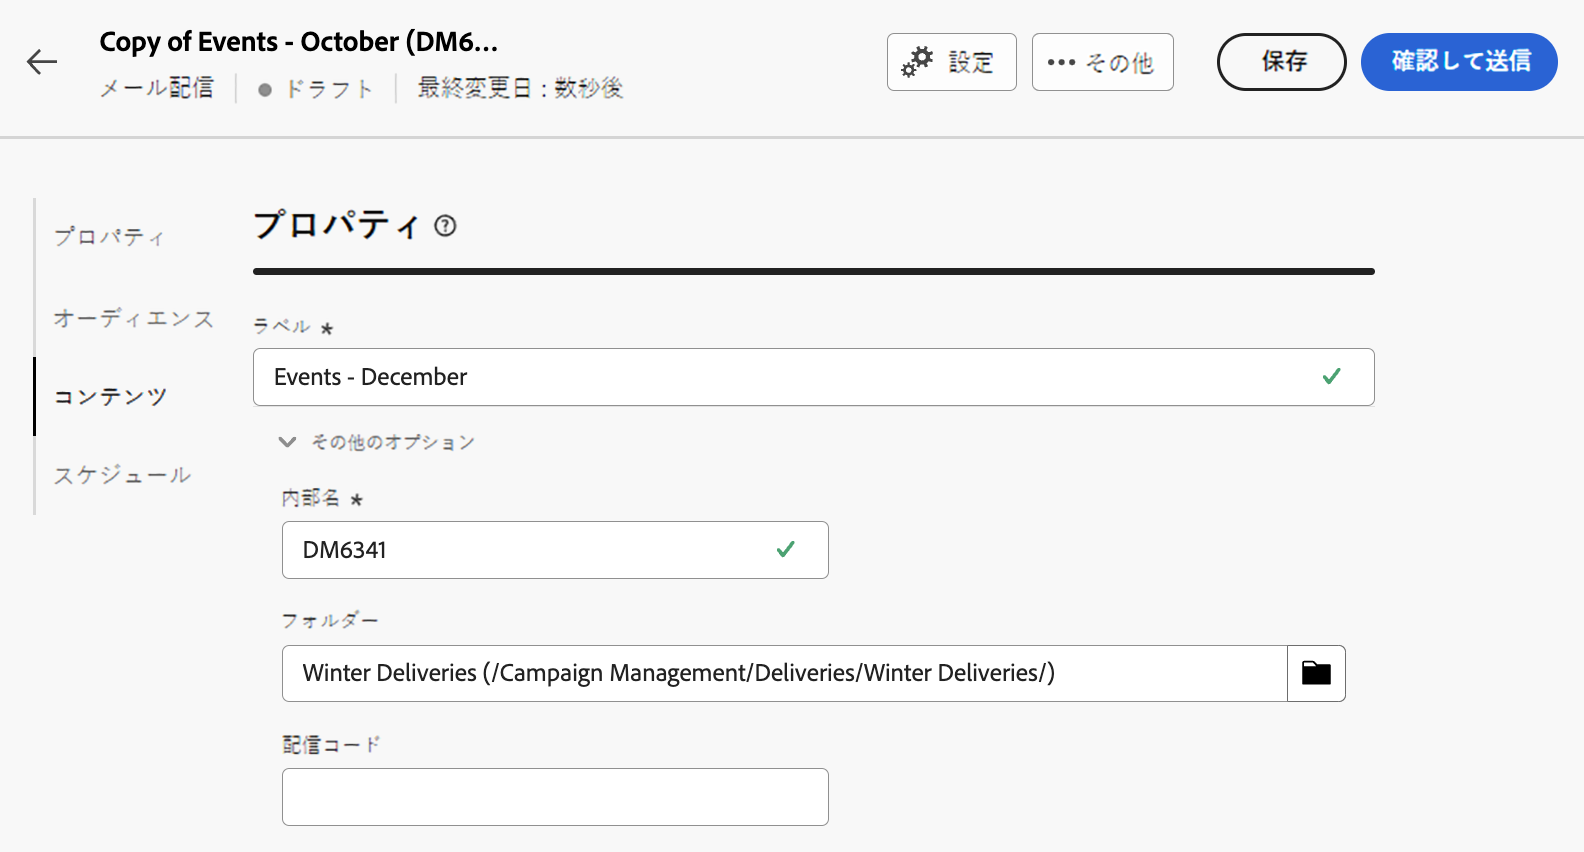 Copy of Events - October (DM6...
メール配信
ドラフト
最終変更日 : 数秒後
設定
その他
保存
確認して送信
プロパティ
オーディエンス
コンテンツ
スケジュール
プロパティ
ラベル *
Events - December
その他のオプション
内部名 *
DM6341
フォルダー
Winter Deliveries (/Campaign Management/Deliveries/Winter Deliveries/)
配信コード